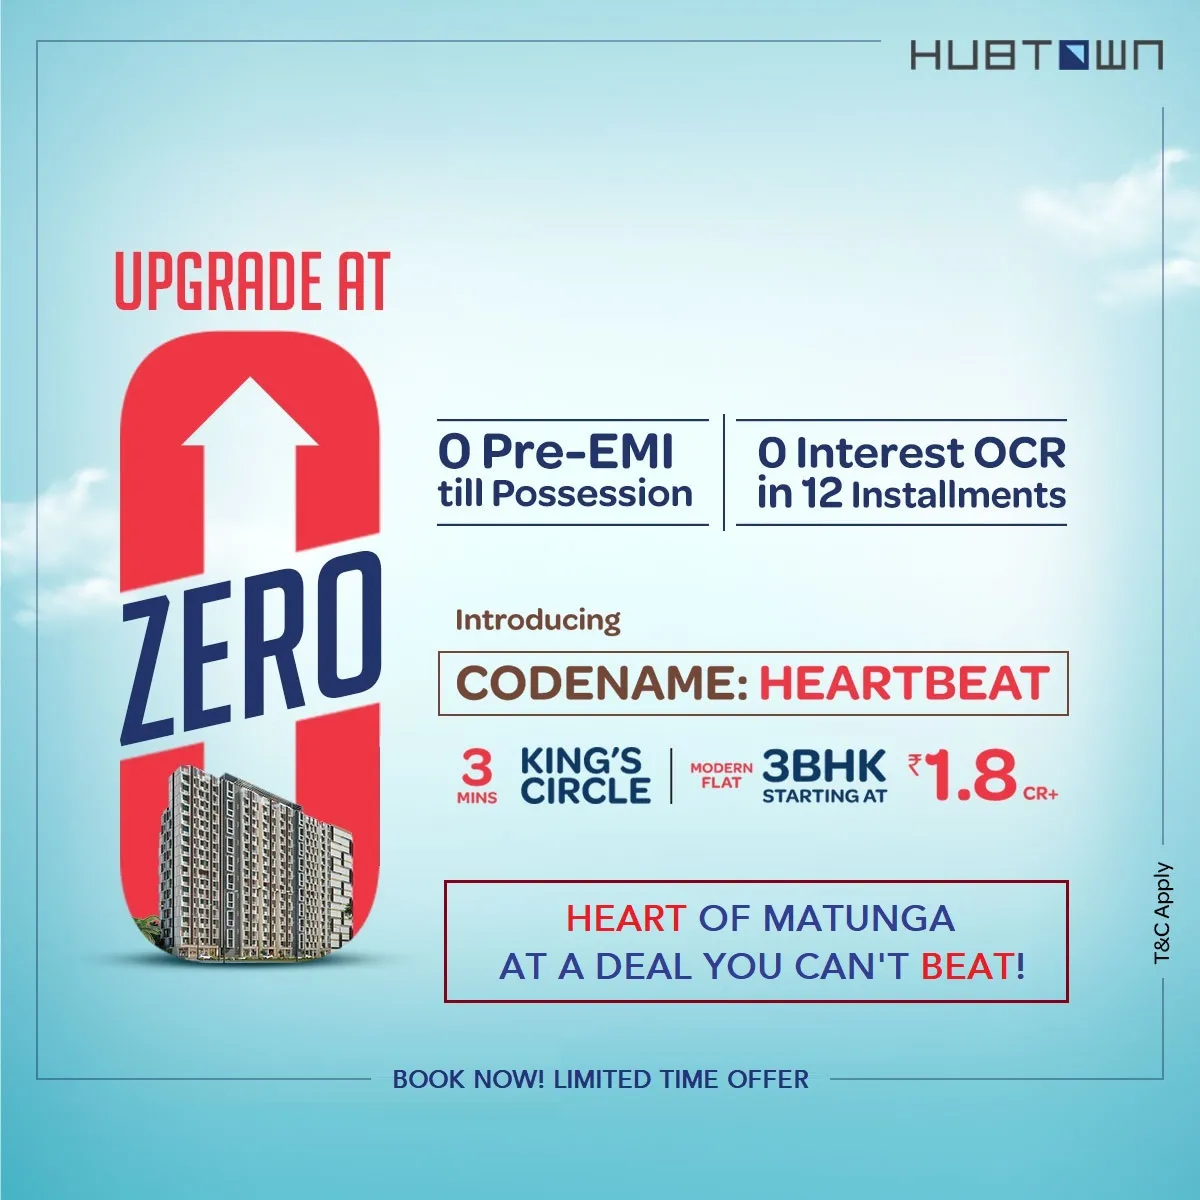 HUBTOWN
UPGRADE AT
ZERO
0 Pre-EMI
till Possession
0 Interest OCR
in 12 Installments
Introducing
CODENAME: HEARTBEAT
3
MINS
KING'S
CIRCLE
MODERN
FLAT
3BHK
STARTING AT
₹1.8 CR+
HEART OF MATUNGA
AT A DEAL YOU CAN'T BEAT!
T&C Apply
BOOK NOW! LIMITED TIME OFFER